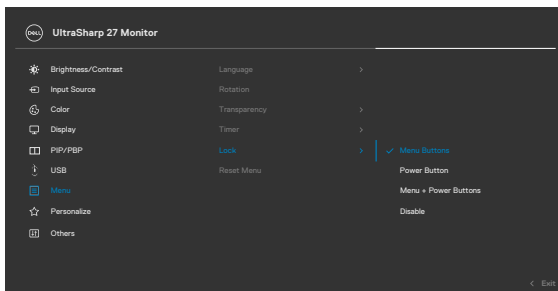 DELL UltraSharp 27 Monitor
Brightness/Contrast
Input Source
Color
Display
PIP/PBP
USB
Menu
Personalize
Others
Language
Rotation
Transparency
Timer
Lock
Reset Menu
Menu Buttons
Power Button
Menu + Power Buttons
Disable
Exit